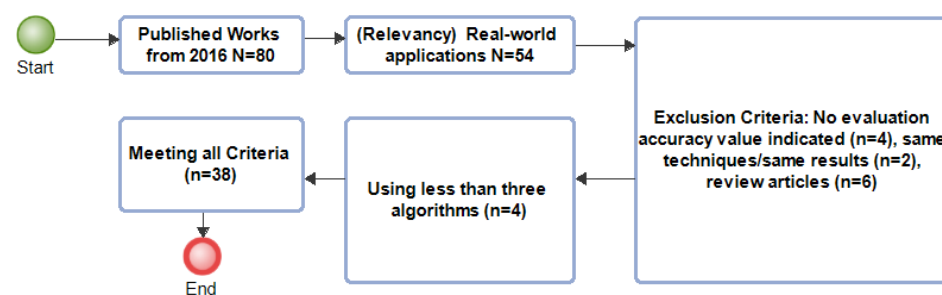 Start
Published Works
from 2016 N=80
(Relevancy) Real-world
applications N=54
Exclusion Criteria: No evaluation
accuracy value indicated (n=4), same
techniques/same results (n=2),
review articles (n=6)
Using less than three
algorithms (n=4)
Meeting all Criteria
(n=38)
End